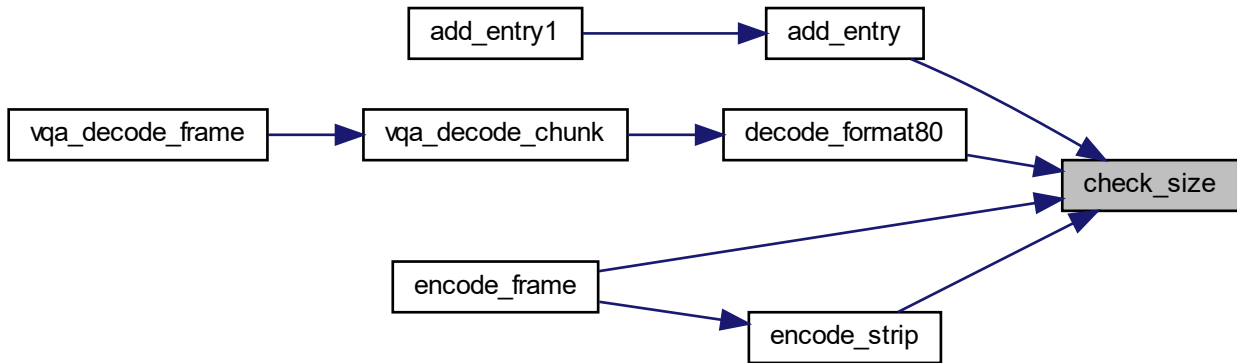 add_entry1
add_entry
vqa_decode_frame
vqa_decode_chunk
decode_format80
check_size
encode_frame
encode_strip